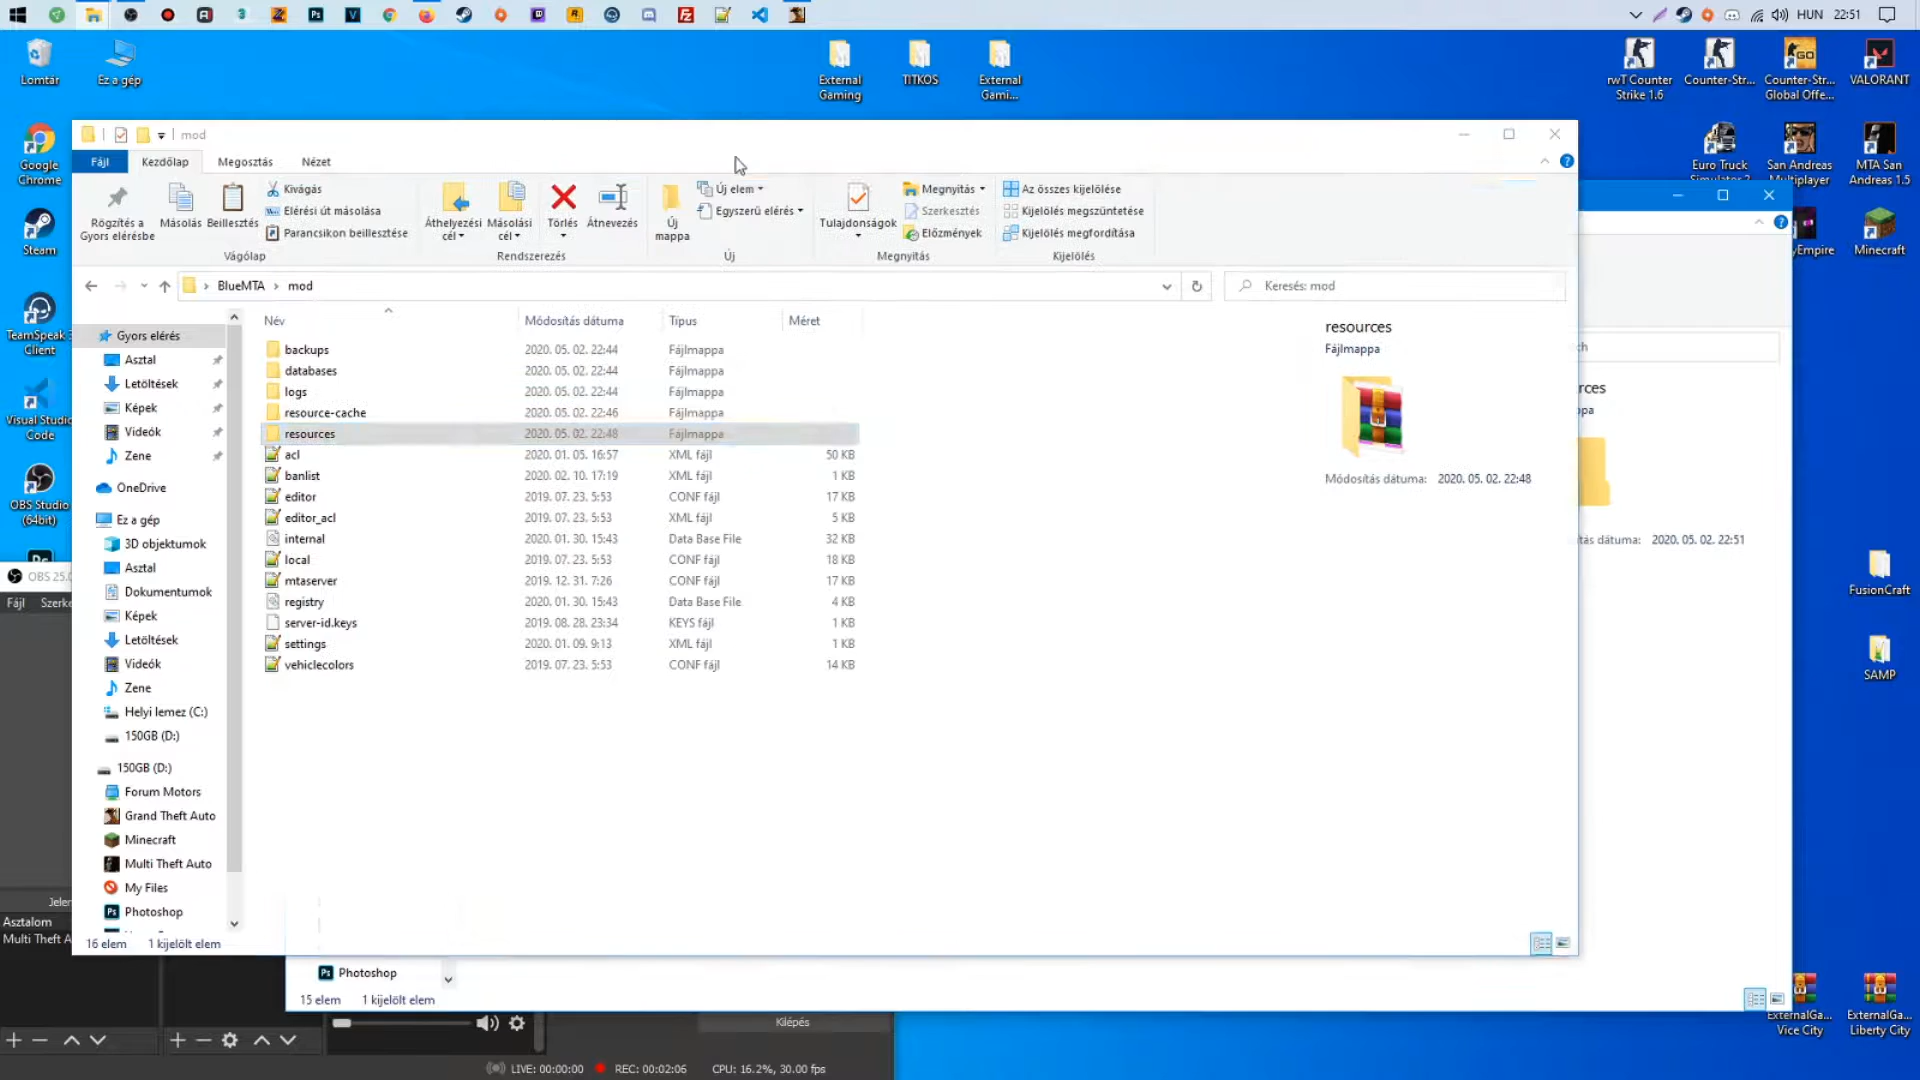 HUN 22:51
Lomtár
Ez a gép
External Gaming
TITKOS
External Gami...
rwT Counter Strike 1.6
Counter-Str...
Counter-Str... Global Offe...
VALORANT
Google Chrome
Steam
TeamSpeak 3 Client
Visual Studio Code
OBS Studio (64bit)
Euro Truck Simulator 2
San Andreas Multiplayer
MTA San Andreas 1.5
yEmpire
Minecraft
FusionCraft
SAMP
ExternalGa... Vice City
ExternalGa... Liberty City
mod
Fájl Kezdőlap Megosztás Nézet
Rögzítés a Gyors elérésbe
Másolás
Beillesztés
Kivágás
Elérési út másolása
Parancsikon beillesztése
Vágólap
Áthelyezési cél
Másolási cél
Törlés
Átnevezés
Rendszerezés
Új mappa
Új elem
Egyszerű elérés
Új
Tulajdonságok
Megnyitás
Szerkesztés
Előzmények
Megnyitás
Az összes kijelölése
Kijelölés megszüntetése
Kijelölés megfordítása
Kijelölés
BlueMTA > mod
Keresés: mod
Gyors elérés
Asztal
Letöltések
Képek
Videók
Zene
OneDrive
Ez a gép
3D objektumok
Asztal
Dokumentumok
Képek
Letöltések
Videók
Zene
Helyi lemez (C:)
150GB (D:)
150GB (D:)
Forum Motors
Grand Theft Auto
Minecraft
Multi Theft Auto
My Files
Photoshop
Név Módosítás dátuma Típus Méret
backups 2020. 05. 02. 22:44 Fájlmappa
databases 2020. 05. 02. 22:44 Fájlmappa
logs 2020. 05. 02. 22:44 Fájlmappa
resource-cache 2020. 05. 02. 22:46 Fájlmappa
resources 2020. 05. 02. 22:48 Fájlmappa
acl 2020. 01. 05. 16:57 XML fájl 50 KB
banlist 2020. 02. 10. 17:19 XML fájl 1 KB
editor 2019. 07. 23. 5:53 CONF fájl 17 KB
editor_acl 2019. 07. 23. 5:53 XML fájl 5 KB
internal 2020. 01. 30. 15:43 Data Base File 32 KB
local 2019. 07. 23. 5:53 CONF fájl 18 KB
mtaserver 2019. 12. 31. 7:26 CONF fájl 17 KB
registry 2020. 01. 30. 15:43 Data Base File 4 KB
server-id.keys 2019. 08. 28. 23:34 KEYS fájl 1 KB
settings 2020. 01. 09. 9:13 XML fájl 1 KB
vehiclecolors 2019. 07. 23. 5:53 CONF fájl 14 KB
resources
Fájlmappa
Módosítás dátuma: 2020. 05. 02. 22:48
16 elem 1 kijelölt elem
ch
rces
ppa
tás dátuma: 2020. 05. 02. 22:51
Photoshop
15 elem 1 kijelölt elem
OBS 25.0
Fájl Szerke
Jelen
Asztalom
Multi Theft A
Kilépés
LIVE: 00:00:00 REC: 00:02:06 CPU: 16.2%, 30.00 fps